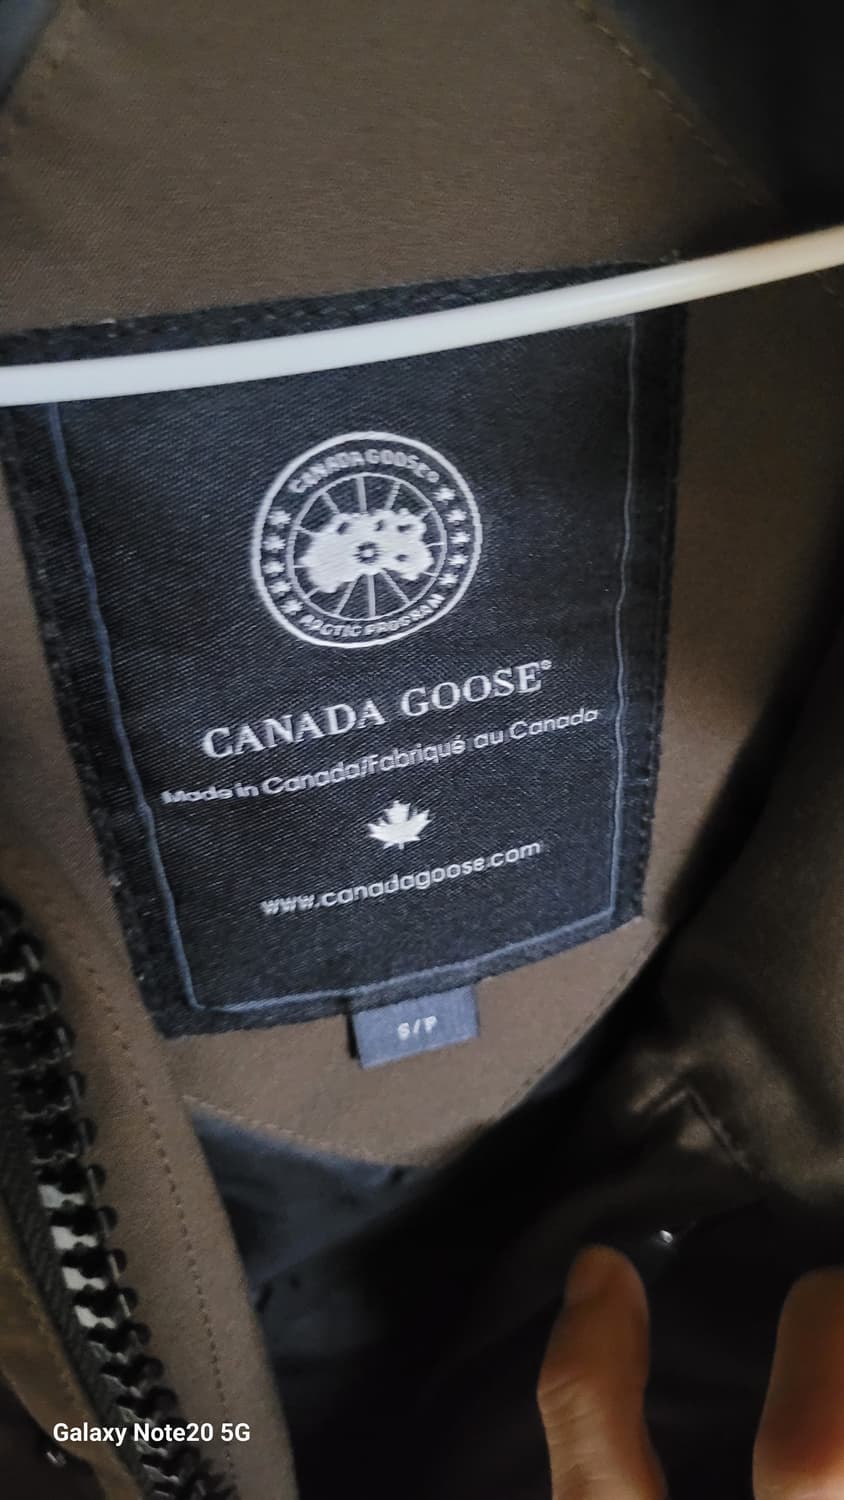 CANADA GOOSE®
ARCTIC PROGRAM
CANADA GOOSE®
Made in Canada/Fabriqué au Canada
www.canadagoose.com
S/P
Galaxy Note20 5G